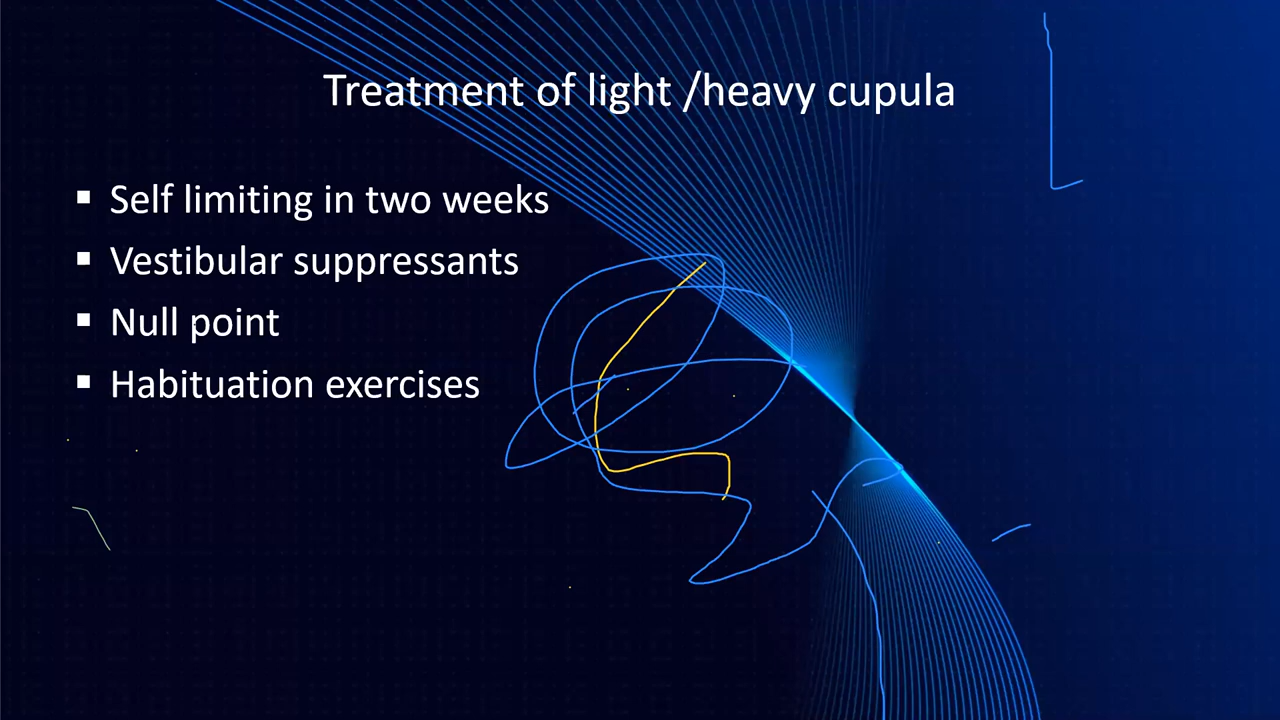 Treatment of light /heavy cupula
▪ Self limiting in two weeks
▪ Vestibular suppressants
▪ Null point
▪ Habituation exercises